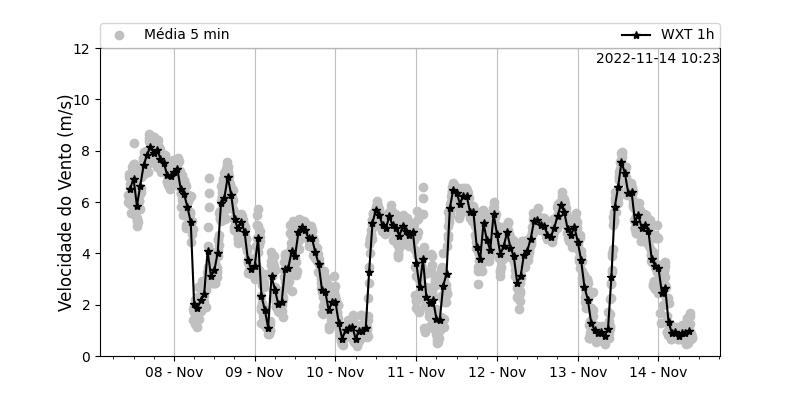 Média 5 min
WXT 1h
2022-11-14 10:23
Velocidade do Vento (m/s)
12
10
8
6
4
2
0
08 - Nov
09 - Nov
10 - Nov
11 - Nov
12 - Nov
13 - Nov
14 - Nov